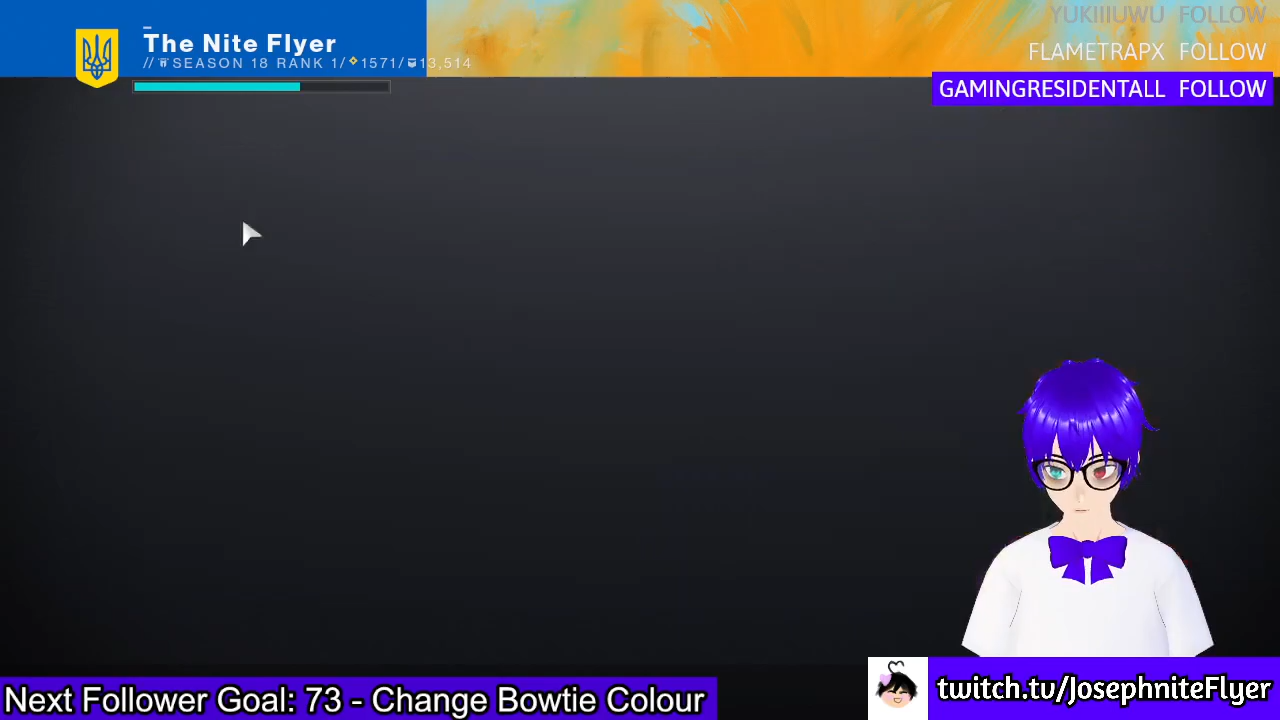 The Nite Flyer
// SEASON 18 RANK 1/ 1571/ 13,514
YUKIIIUWU FOLLOW
FLAMETRAPX FOLLOW
GAMINGRESIDENTALL FOLLOW
Next Follower Goal: 73 - Change Bowtie Colour
twitch.tv/JosephniteFlyer